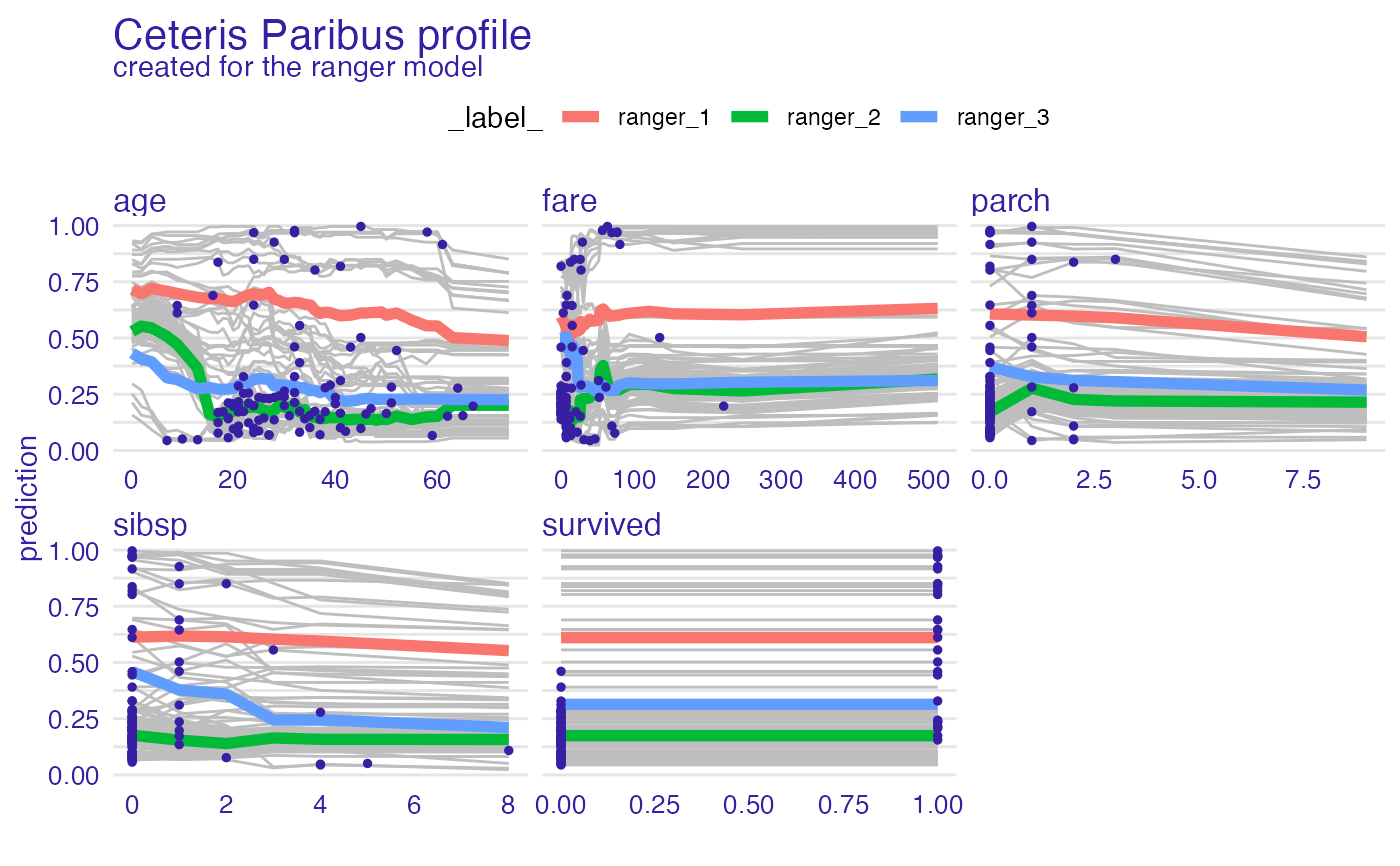 Ceteris Paribus profile
created for the ranger model
_label_ ranger_1 ranger_2 ranger_3
age fare parch
1.00
0.75
0.50
0.25
0.00
0 20 40 60 0 100 200 300 400 500 0.0 2.5 5.0 7.5
prediction
sibsp survived
1.00
0.75
0.50
0.25
0.00
0 2 4 6 8 0.00 0.25 0.50 0.75 1.00